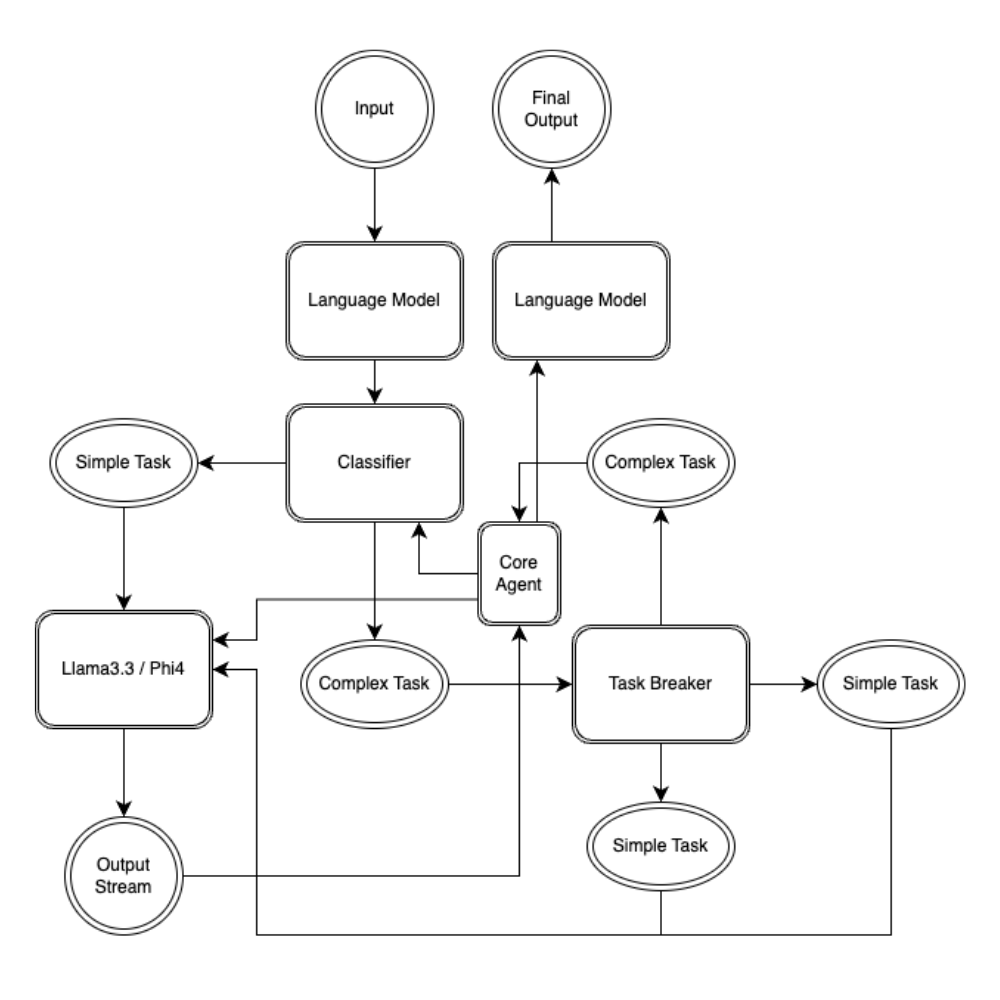 Input
Final
Output
Language Model
Language Model
Simple Task
Classifier
Complex Task
Core
Agent
Llama3.3 / Phi4
Complex Task
Task Breaker
Simple Task
Simple Task
Output
Stream